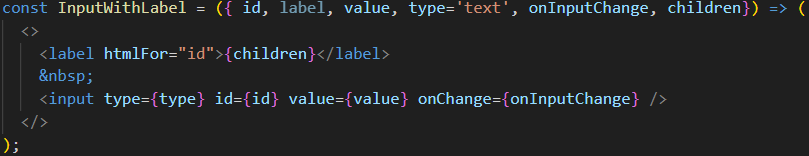 const InputWithLabel = ({ id, label, value, type='text', onInputChange, children}) => (
<>
<label htmlFor="id">{children}</label>
&nbsp;
<input type={type} id={id} value={value} onChange={onInputChange} />
</>
);